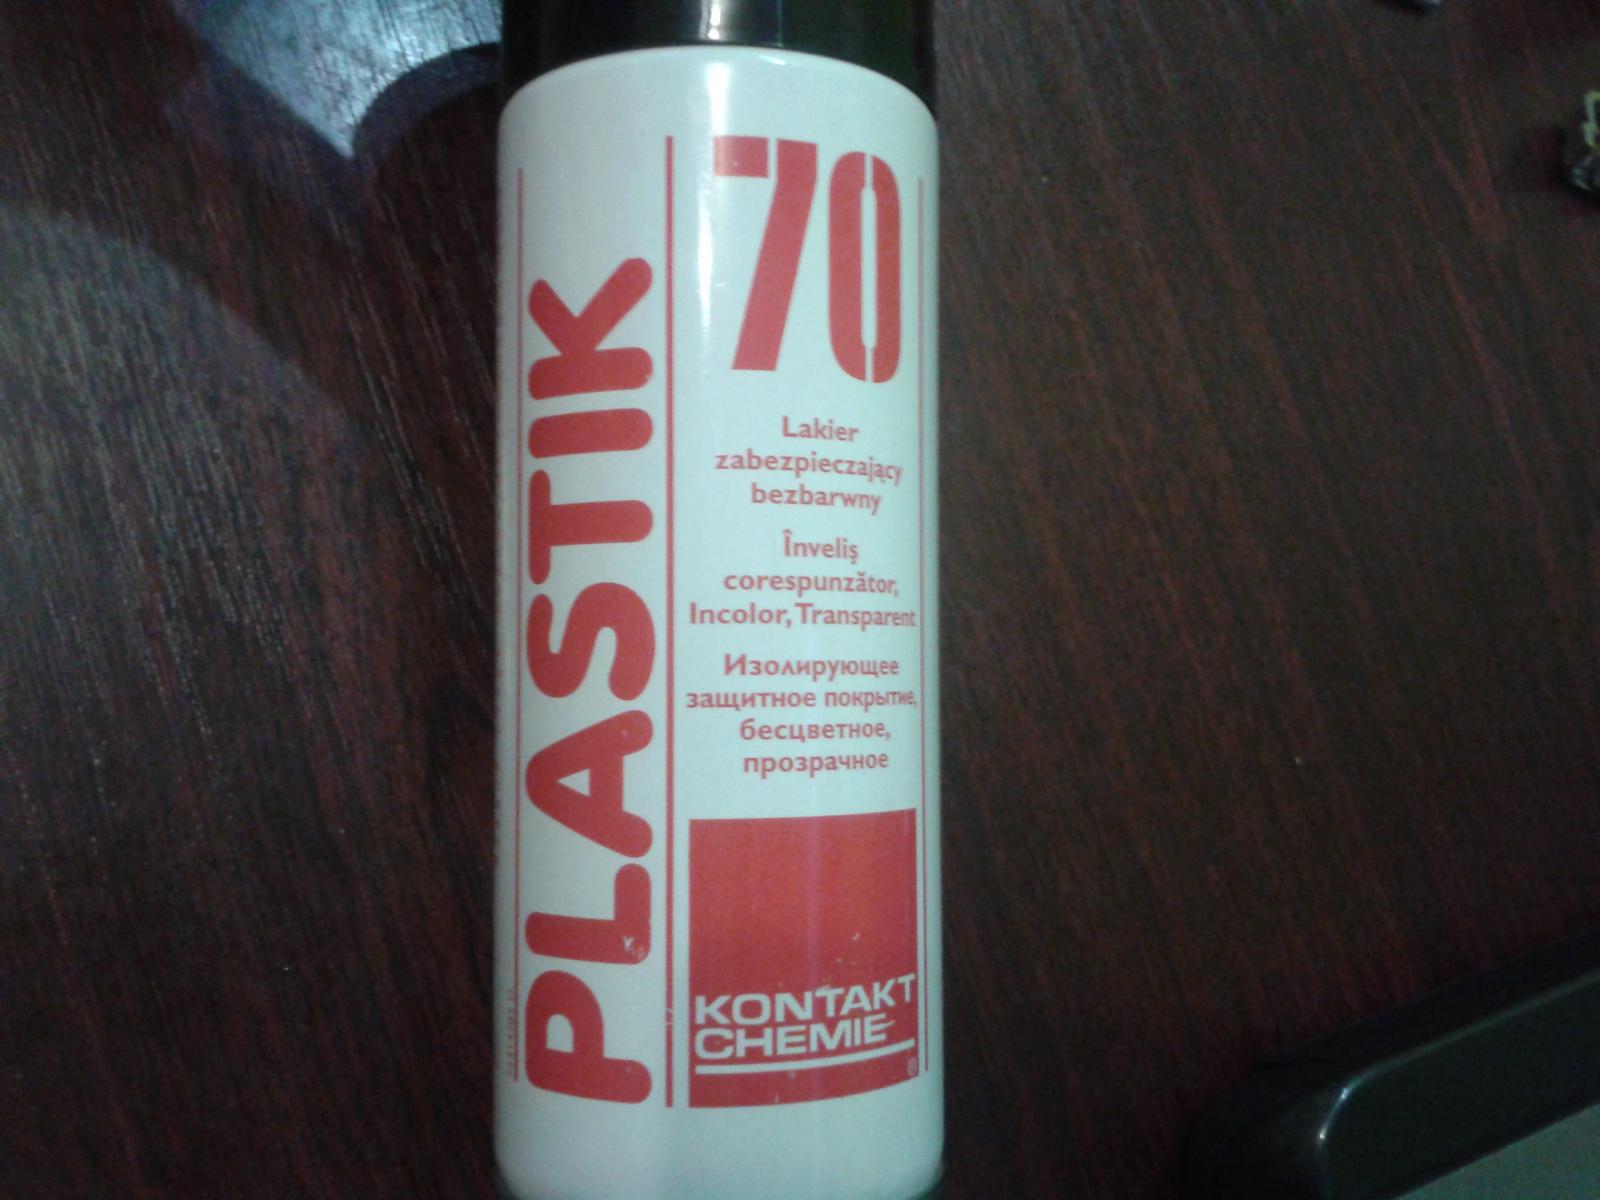 PLASTIK
70
Lakier
zabezpieczający
bezbarwny
Înveliş
corespunzător,
Incolor, Transparent
Изолирующее
защитное покрытие,
бесцветное,
прозрачное
KONTAKT
CHEMIE
®